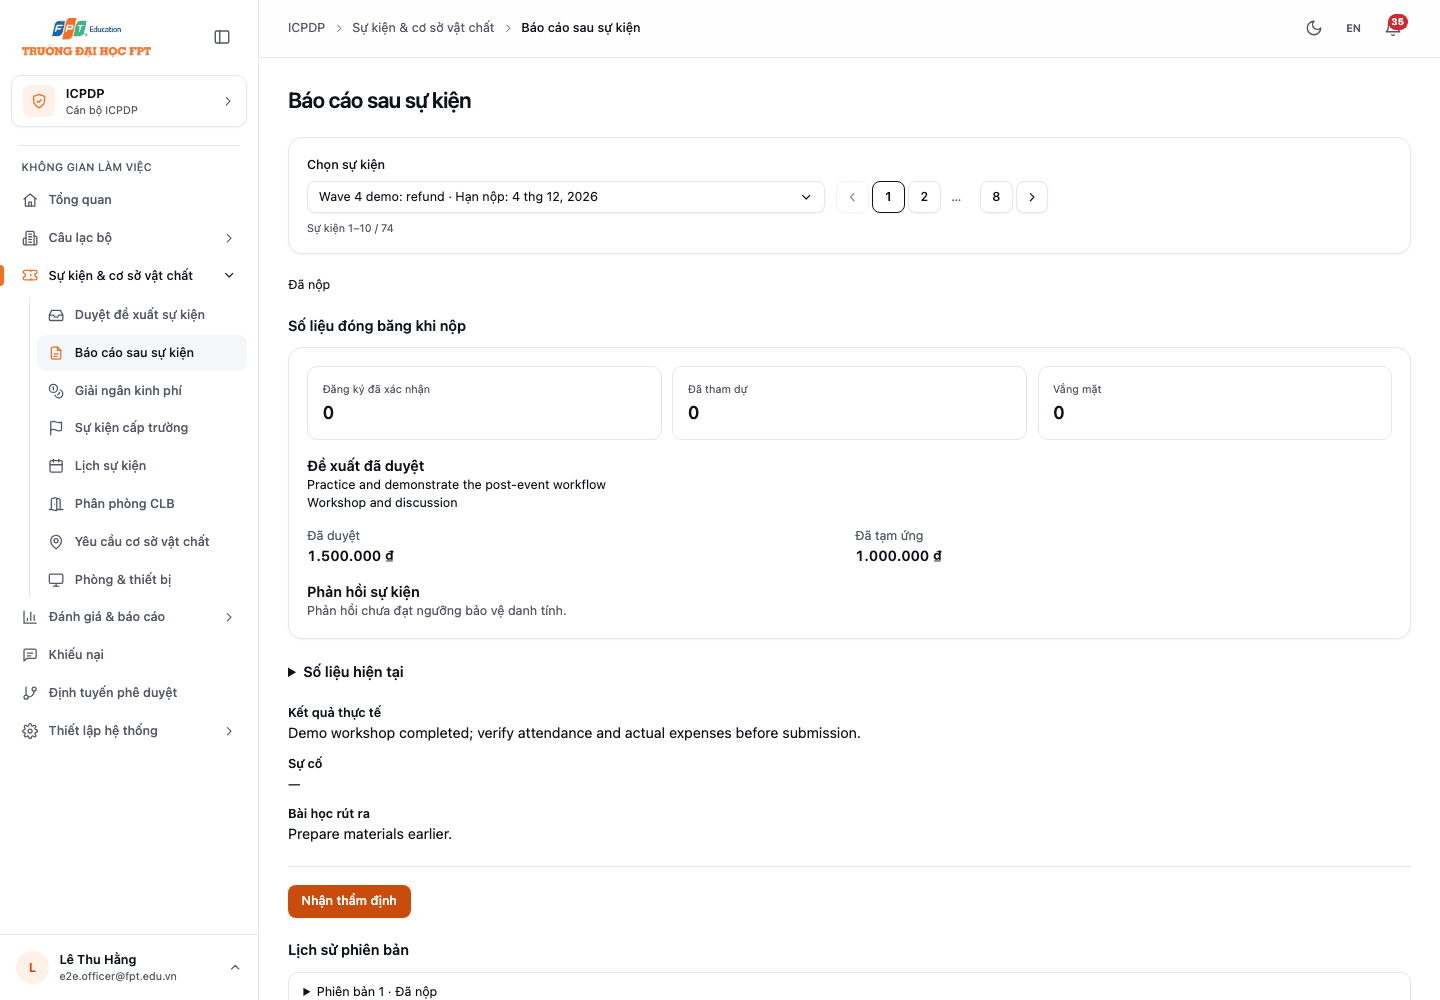 FPT Education
TRƯỜNG ĐẠI HỌC FPT
ICPDP
Cán bộ ICPDP
KHÔNG GIAN LÀM VIỆC
Tổng quan
Câu lạc bộ
Sự kiện & cơ sở vật chất
Duyệt đề xuất sự kiện
Báo cáo sau sự kiện
Giải ngân kinh phí
Sự kiện cấp trường
Lịch sự kiện
Phân phòng CLB
Yêu cầu cơ sở vật chất
Phòng & thiết bị
Đánh giá & báo cáo
Khiếu nại
Định tuyến phê duyệt
Thiết lập hệ thống
L
Lê Thu Hằng
e2e.officer@fpt.edu.vn
ICPDP > Sự kiện & cơ sở vật chất > Báo cáo sau sự kiện
EN
35
Báo cáo sau sự kiện
Chọn sự kiện
Wave 4 demo: refund · Hạn nộp: 4 thg 12, 2026
1 2 ... 8
Sự kiện 1–10 / 74
Đã nộp
Số liệu đóng băng khi nộp
Đăng ký đã xác nhận
0
Đã tham dự
0
Vắng mặt
0
Đề xuất đã duyệt
Practice and demonstrate the post-event workflow
Workshop and discussion
Đã duyệt
1.500.000 ₫
Đã tạm ứng
1.000.000 ₫
Phản hồi sự kiện
Phản hồi chưa đạt ngưỡng bảo vệ danh tính.
Số liệu hiện tại
Kết quả thực tế
Demo workshop completed; verify attendance and actual expenses before submission.
Sự cố
—
Bài học rút ra
Prepare materials earlier.
Nhận thẩm định
Lịch sử phiên bản
Phiên bản 1 · Đã nộp